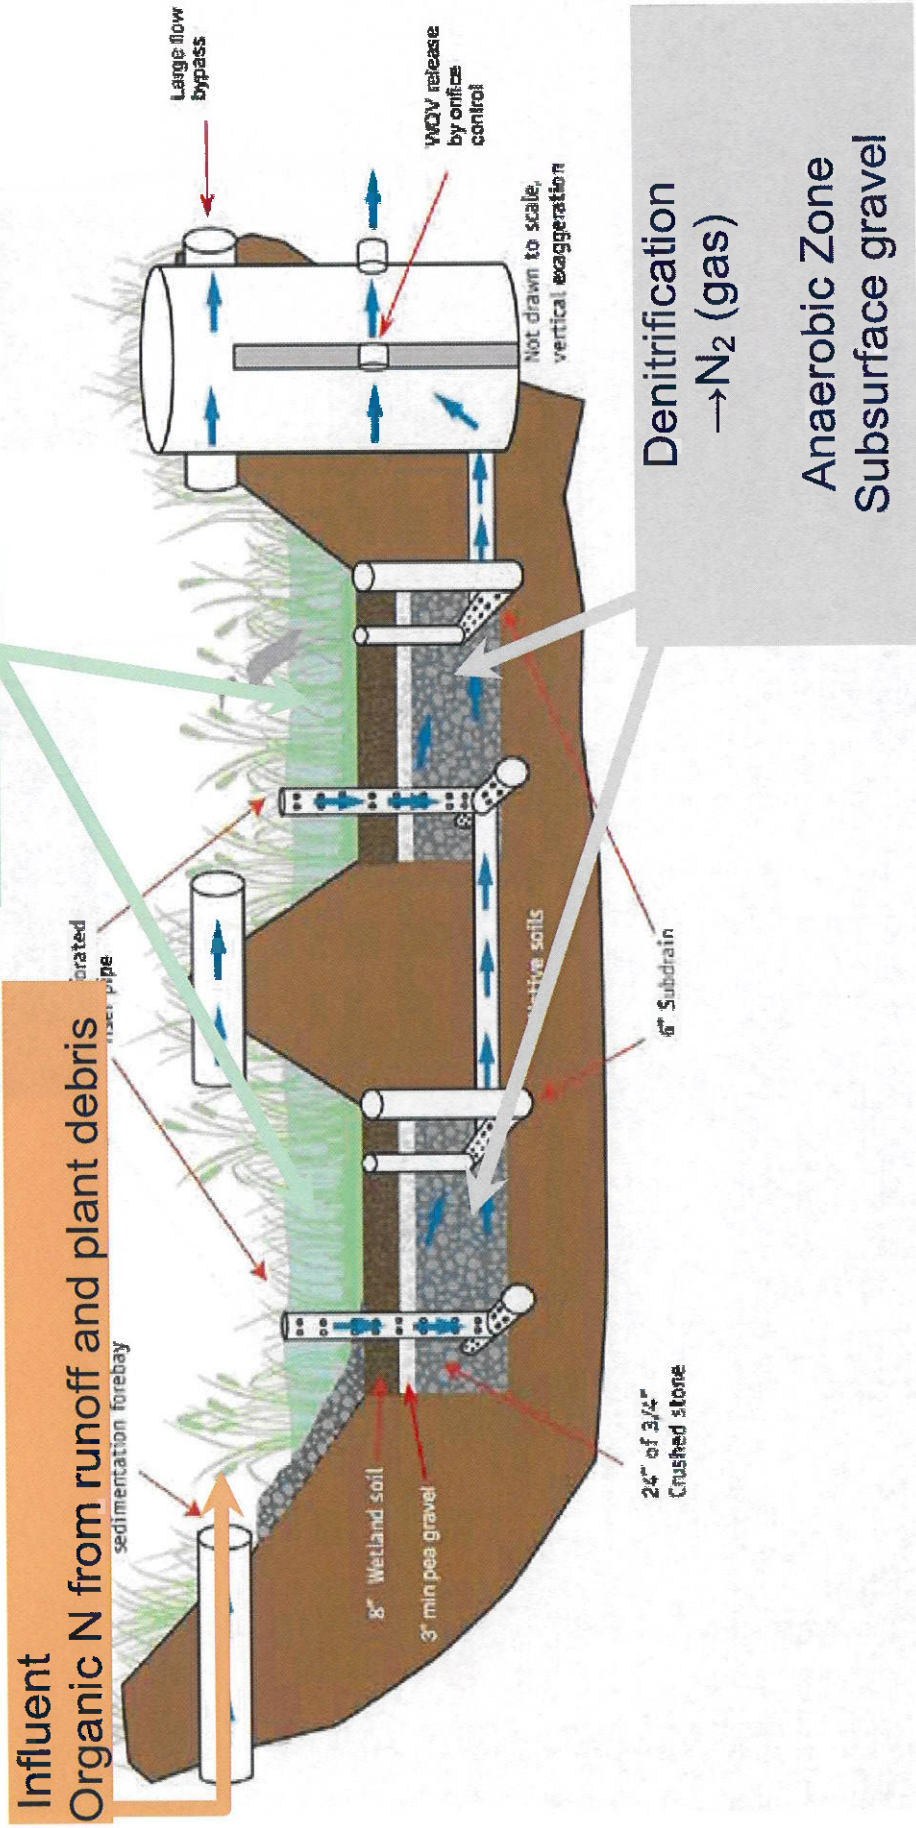 Influent
Organic N from runoff and plant debris
sedimentation forebay
Large flow
bypass
WQV release
by orifice
control
Not drawn to scale,
vertical exaggeration
8" Wetland soil
3" min pea gravel
24" of 3/4"
Crushed stone
soils
6" Subdrain
Denitrification
→N₂ (gas)
Anaerobic Zone
Subsurface gravel